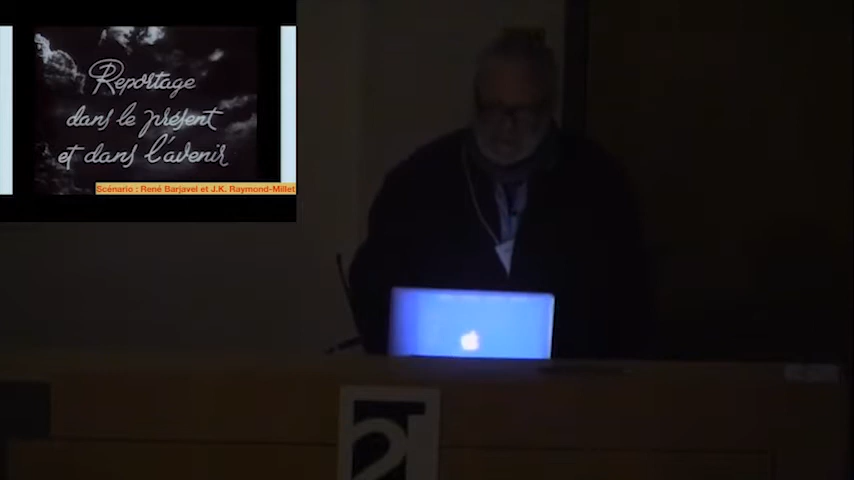 Reportage
dans le présent
et dans l'avenir
Scénario : René Barjavel et J.K. Raymond-Millet